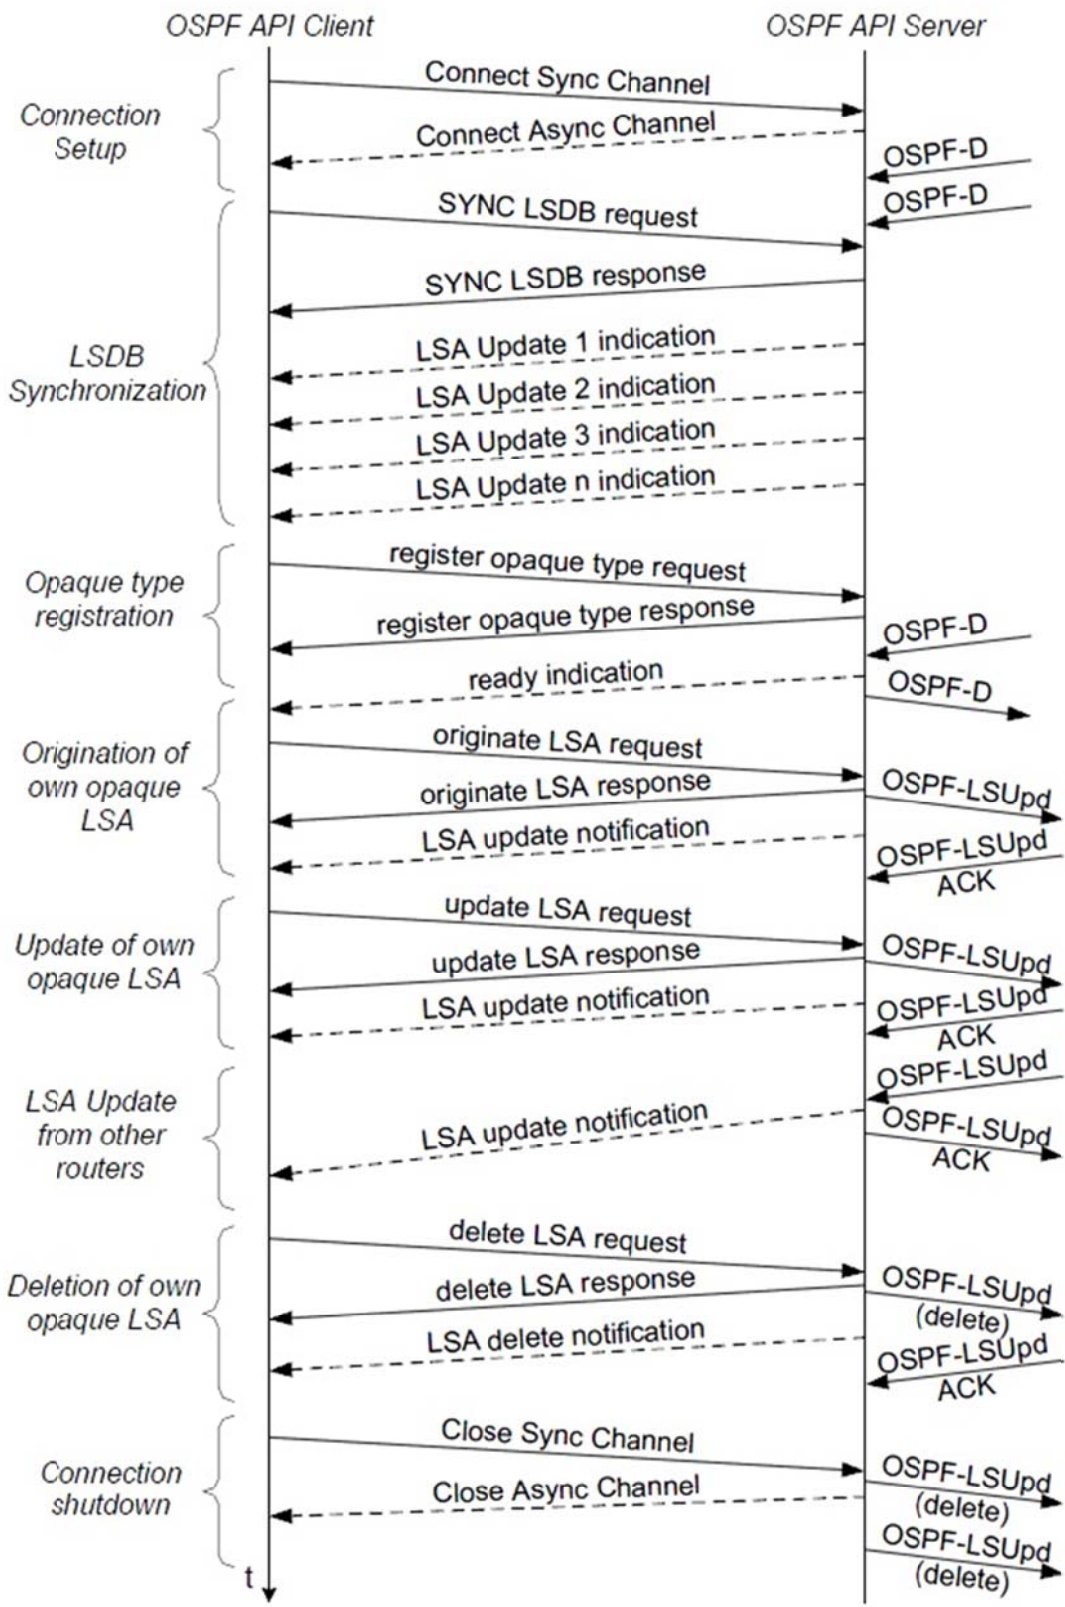 OSPF API Client
OSPF API Server
Connection
Setup
Connect Sync Channel
Connect Async Channel
OSPF-D
OSPF-D
LSDB
Synchronization
SYNC LSDB request
SYNC LSDB response
LSA Update 1 indication
LSA Update 2 indication
LSA Update 3 indication
LSA Update n indication
Opaque type
registration
register opaque type request
register opaque type response
OSPF-D
ready indication
OSPF-D
Origination of
own opaque
LSA
originate LSA request
originate LSA response
OSPF-LSUpd
LSA update notification
OSPF-LSUpd
ACK
Update of own
opaque LSA
update LSA request
update LSA response
OSPF-LSUpd
LSA update notification
OSPF-LSUpd
ACK
LSA Update
from other
routers
OSPF-LSUpd
LSA update notification
OSPF-LSUpd
ACK
Deletion of own
opaque LSA
delete LSA request
delete LSA response
OSPF-LSUpd
(delete)
LSA delete notification
OSPF-LSUpd
ACK
Connection
shutdown
Close Sync Channel
Close Async Channel
OSPF-LSUpd
(delete)
OSPF-LSUpd
(delete)
t